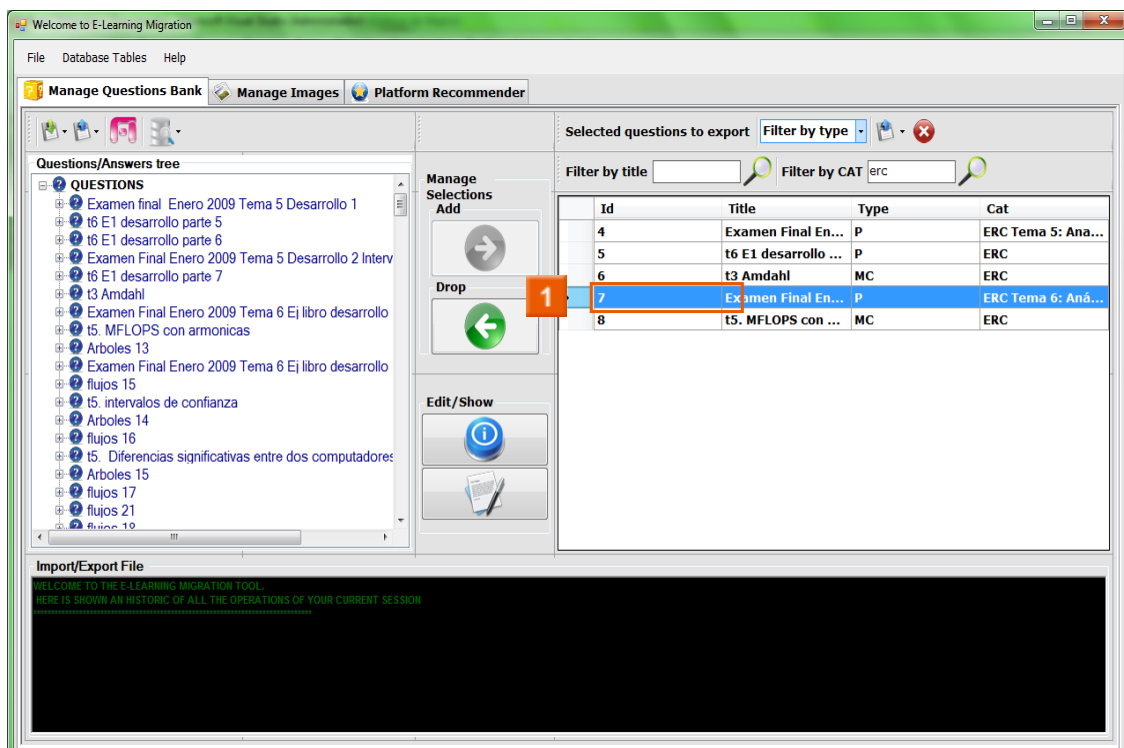 Welcome to E-Learning Migration
File Database Tables Help
Manage Questions Bank Manage Images Platform Recommender
Selected questions to export Filter by type
Questions/Answers tree
Filter by title Filter by CAT erc
QUESTIONS
Examen final Enero 2009 Tema 5 Desarrollo 1
t6 E1 desarrollo parte 5
t6 E1 desarrollo parte 6
Examen Final Enero 2009 Tema 5 Desarrollo 2 Interv
t6 E1 desarrollo parte 7
t3 Amdahl
Examen Final Enero 2009 Tema 6 Ej libro desarrollo
t5. MFLOPS con armonicas
Arboles 13
Examen Final Enero 2009 Tema 6 Ej libro desarrollo
flujos 15
t5. intervalos de confianza
Arboles 14
flujos 16
t5. Diferencias significativas entre dos computadores
Arboles 15
flujos 17
flujos 21
flujos 18
Manage
Selections
Add
Drop
Edit/Show
1
Id Title Type Cat
4 Examen Final En... P ERC Tema 5: Ana...
5 t6 E1 desarrollo ... P ERC
6 t3 Amdahl MC ERC
7 Examen Final En... P ERC Tema 6: Aná...
8 t5. MFLOPS con ... MC ERC
Import/Export File
WELCOME TO THE E-LEARNING MIGRATION TOOL.
HERE IS SHOWN AN HISTORIC OF ALL THE OPERATIONS OF YOUR CURRENT SESSION